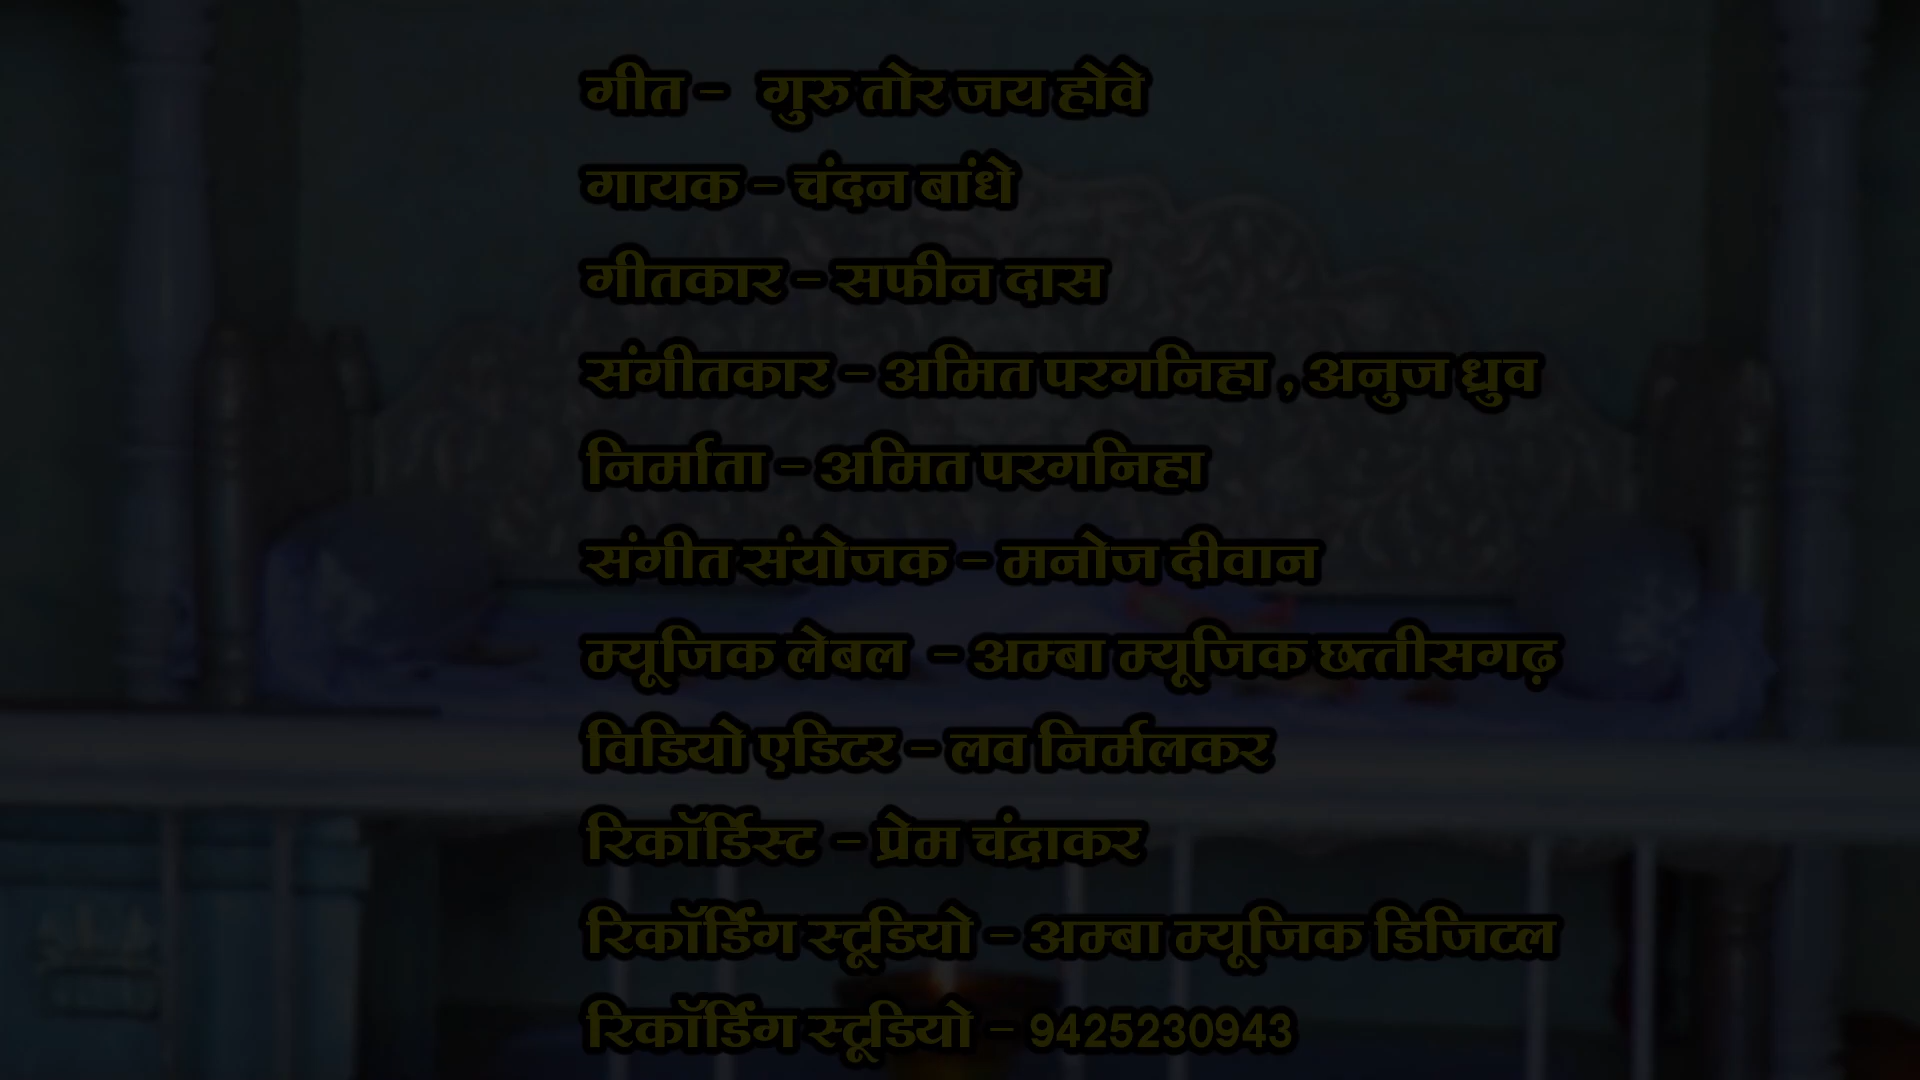 गीत - गुरु तोर जय होवे
गायक - चंदन बांधे
गीतकार - सफीन दास
संगीतकार - अमित परगनिहा , अनुज ध्रुव
निर्माता - अमित परगनिहा
संगीत संयोजक - मनोज दीवान
म्यूजिक लेबल - अम्बा म्यूजिक छत्तीसगढ़
विडियो एडिटर - लव निर्मलकर
रिकॉर्डिस्ट - प्रेम चंद्राकर
रिकॉर्डिंग स्टूडियो - अम्बा म्यूजिक डिजिटल
रिकॉर्डिंग स्टूडियो - 9425230943